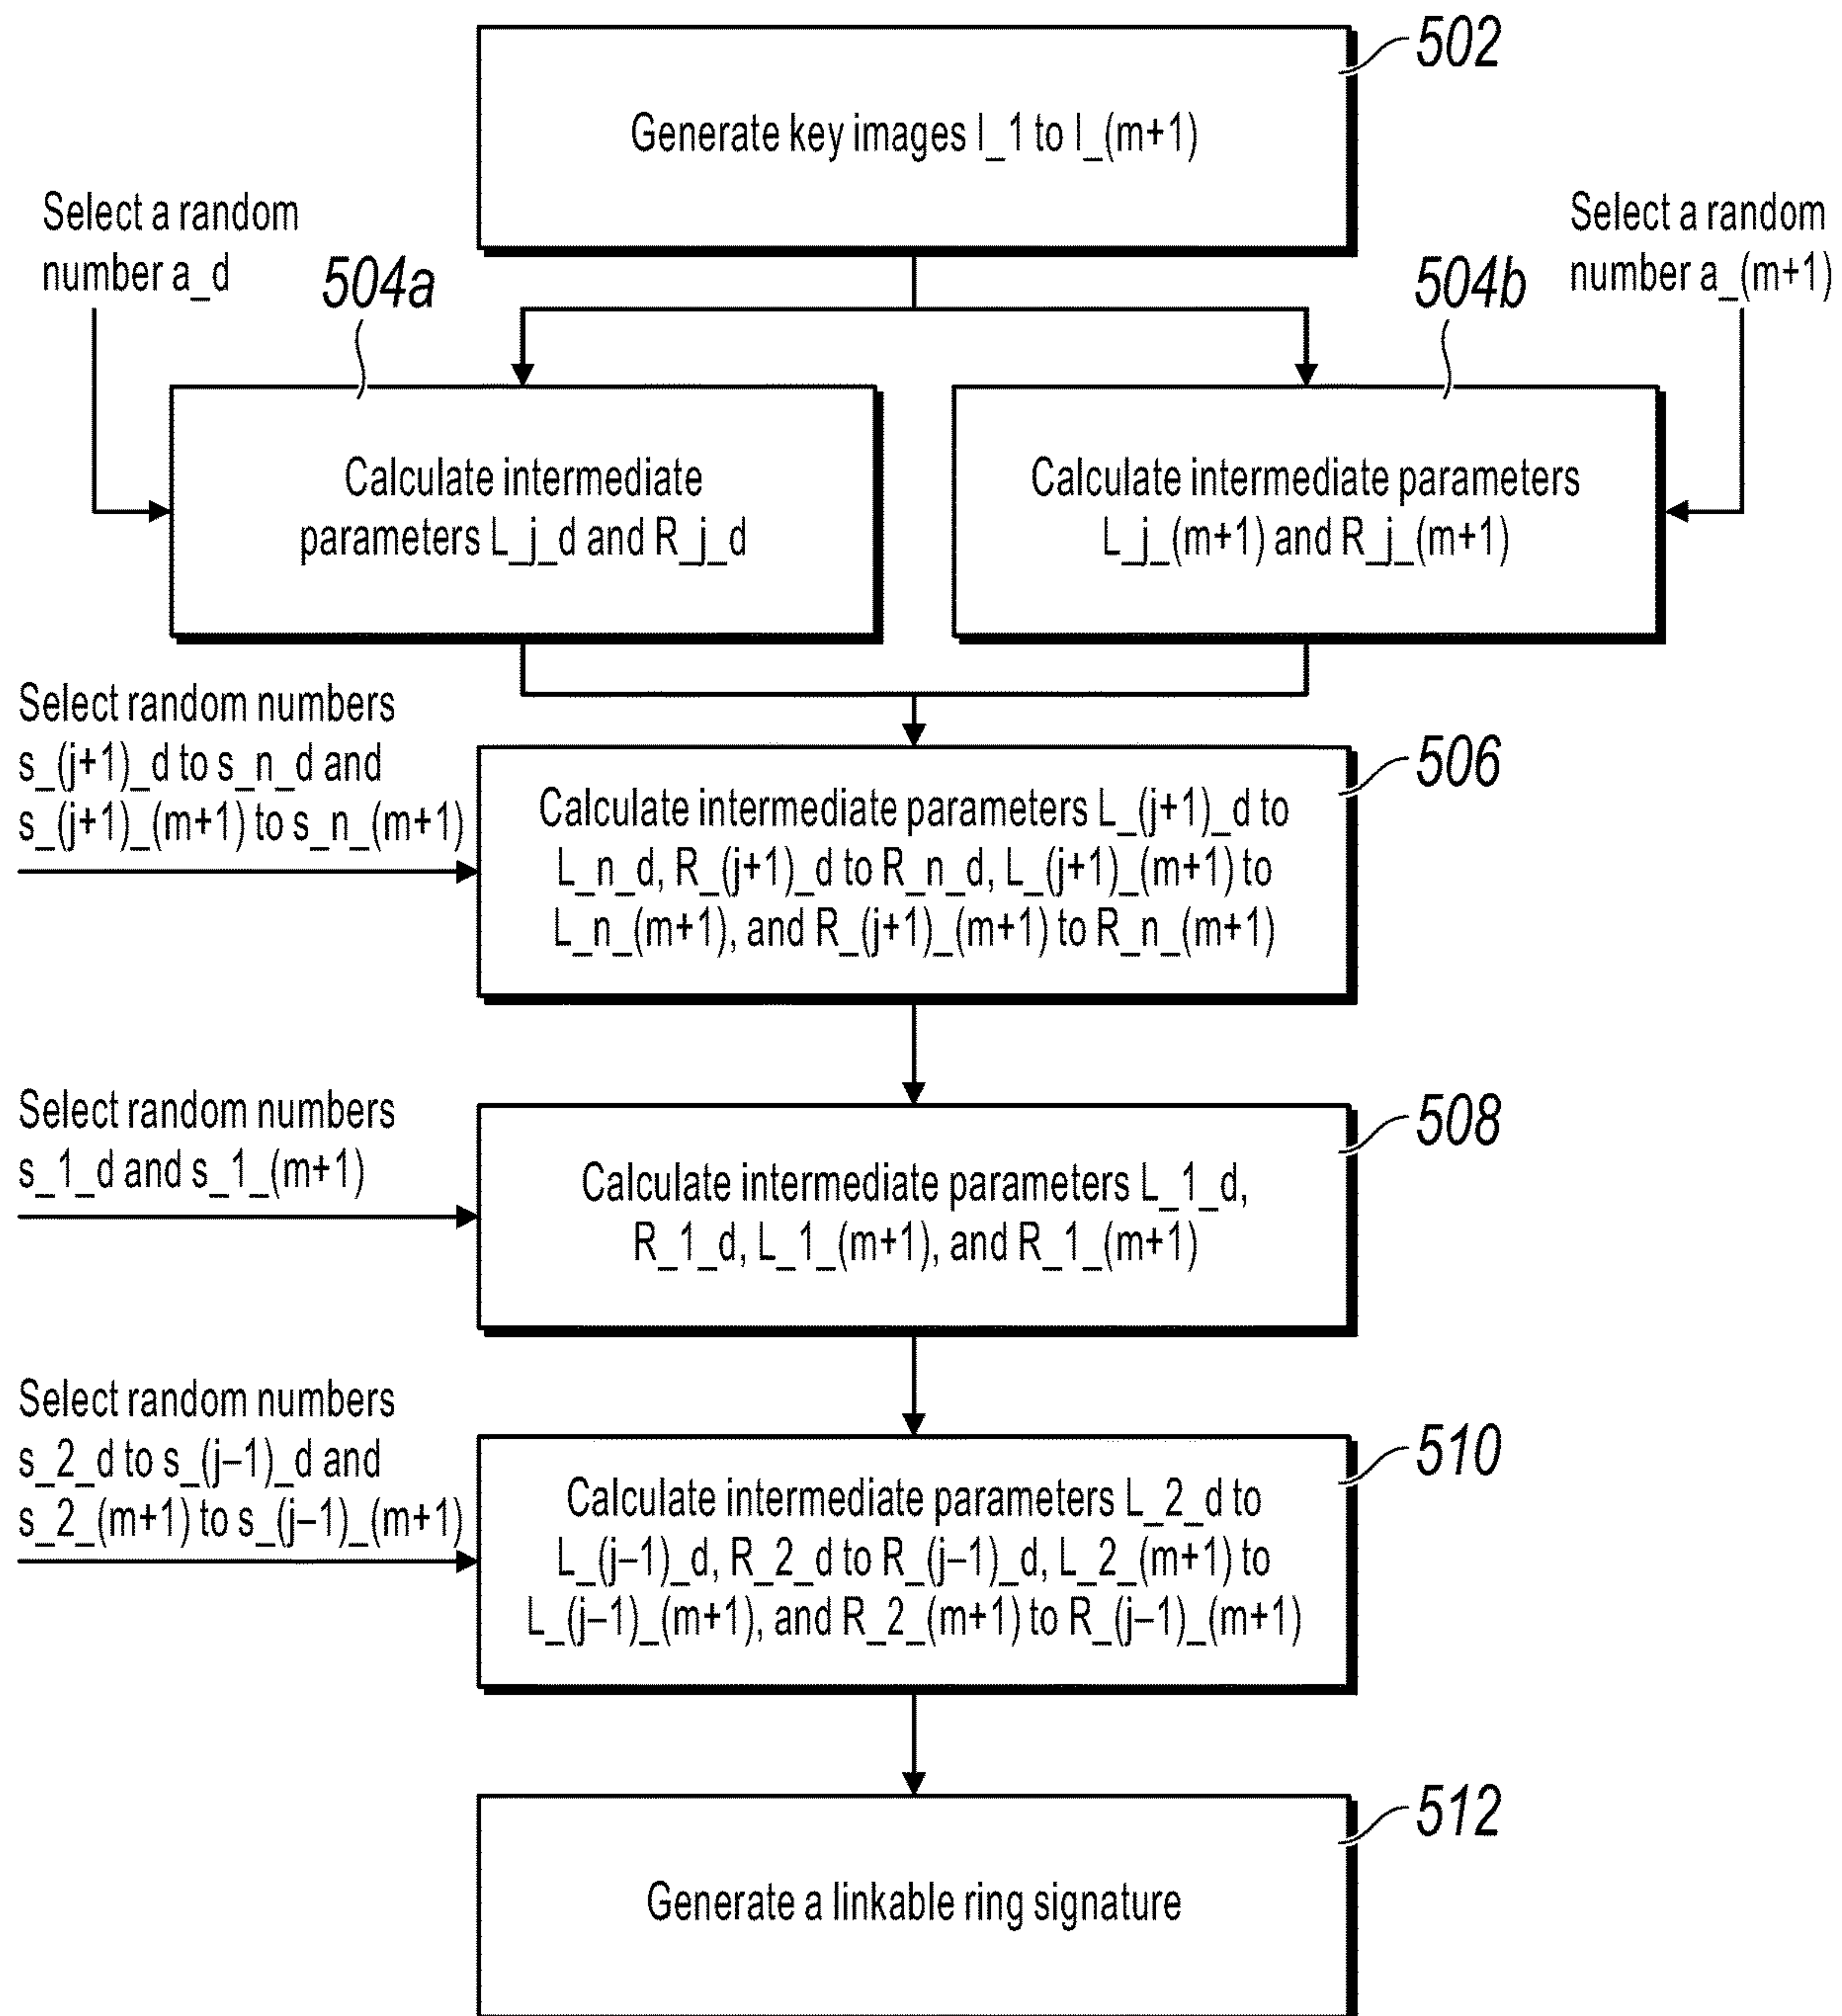 502
Generate key images I_1 to I_(m+1)
Select a random
number a_d
504a
504b
Select a random
number a_(m+1)
Calculate intermediate
parameters L_j_d and R_j_d
Calculate intermediate parameters
L_j_(m+1) and R_j_(m+1)
Select random numbers
s_(j+1)_d to s_n_d and
s_(j+1)_(m+1) to s_n_(m+1)
506
Calculate intermediate parameters L_(j+1)_d to
L_n_d, R_(j+1)_d to R_n_d, L_(j+1)_(m+1) to
L_n_(m+1), and R_(j+1)_(m+1) to R_n_(m+1)
Select random numbers
s_1_d and s_1_(m+1)
508
Calculate intermediate parameters L_1_d,
R_1_d, L_1_(m+1), and R_1_(m+1)
Select random numbers
s_2_d to s_(j–1)_d and
s_2_(m+1) to s_(j–1)_(m+1)
510
Calculate intermediate parameters L_2_d to
L_(j–1)_d, R_2_d to R_(j–1)_d, L_2_(m+1) to
L_(j–1)_(m+1), and R_2_(m+1) to R_(j–1)_(m+1)
512
Generate a linkable ring signature